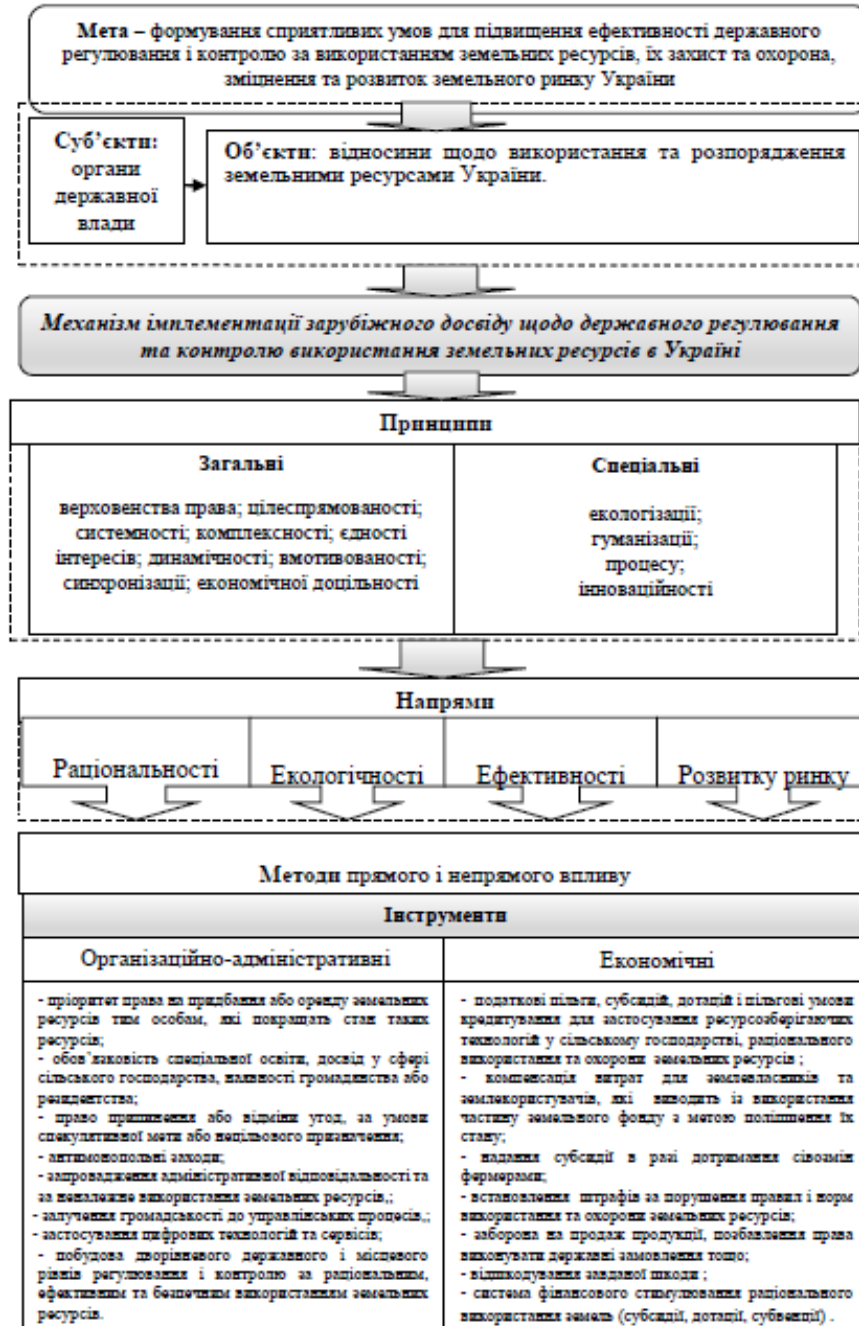 Мета – формування сприятливих умов для підвищення ефективності державного
регулювання і контролю за використанням земельних ресурсів, їх захист та охорона,
зміцнення та розвиток земельного ринку України
Суб’єкти:
органи
державної
влади
Об’єкти: відносини щодо використання та розпорядження
земельними ресурсами України.
Механізм імплементації зарубіжного досвіду щодо державного регулювання
та контролю використання земельних ресурсів в Україні
Принципи
Загальні
верховенства права; цілеспрямованості;
системності; комплексності; єдності
інтересів; динамічності; вмотивованості;
синхронізації; економічної доцільності
Спеціальні
екологізації;
гуманізації;
процесу;
інноваційності
Напрями
Раціональності
Екологічності
Ефективності
Розвитку ринку
Методи прямого і непрямого впливу
Інструменти
Організаційно-адміністративні
- пріоритет права на придбання або оренду земельних
ресурсів тим особам, які покращать стан таких
ресурсів;
- обов’язковість спеціальної освіти, досвід у сфері
сільського господарства, наявності громадянства або
резидентства;
- право припинення або відміни угод, за умови
спекулятивної мети або нецільового призначення;
- антимонопольні заходи;
- запровадження адміністративної відповідальності та
за неналежне використання земельних ресурсів,;
- залучення громадськості до управлінських процесів,;
- застосування цифрових технологій та сервісів;
- побудова дворівневого державного і місцевого
рівнів регулювання і контролю за раціональним,
ефективним та безпечним використанням земельних
ресурсів.
Економічні
- податкові пільги, субсидій, дотацій і пільгові умови
кредитування для застосування ресурсозберігаючих
технологій у сільському господарстві, раціонального
використання та охорони земельних ресурсів ;
- компенсація витрат для землевласників та
землекористувачів, які виводить із використання
частину земельного фонду з метою поліпшення їх
стану;
- надання субсидії в разі дотримання сівозмін
фермерами;
- встановлення штрафів за порушення правил і норм
використання та охорони земельних ресурсів;
- заборона на продаж продукції, позбавлення права
виконувати державні замовлення тощо;
- відшкодування завданої шкоди ;
- система фінансового стимулювання раціонального
використання земель (субсидії, дотації, субвенції) .